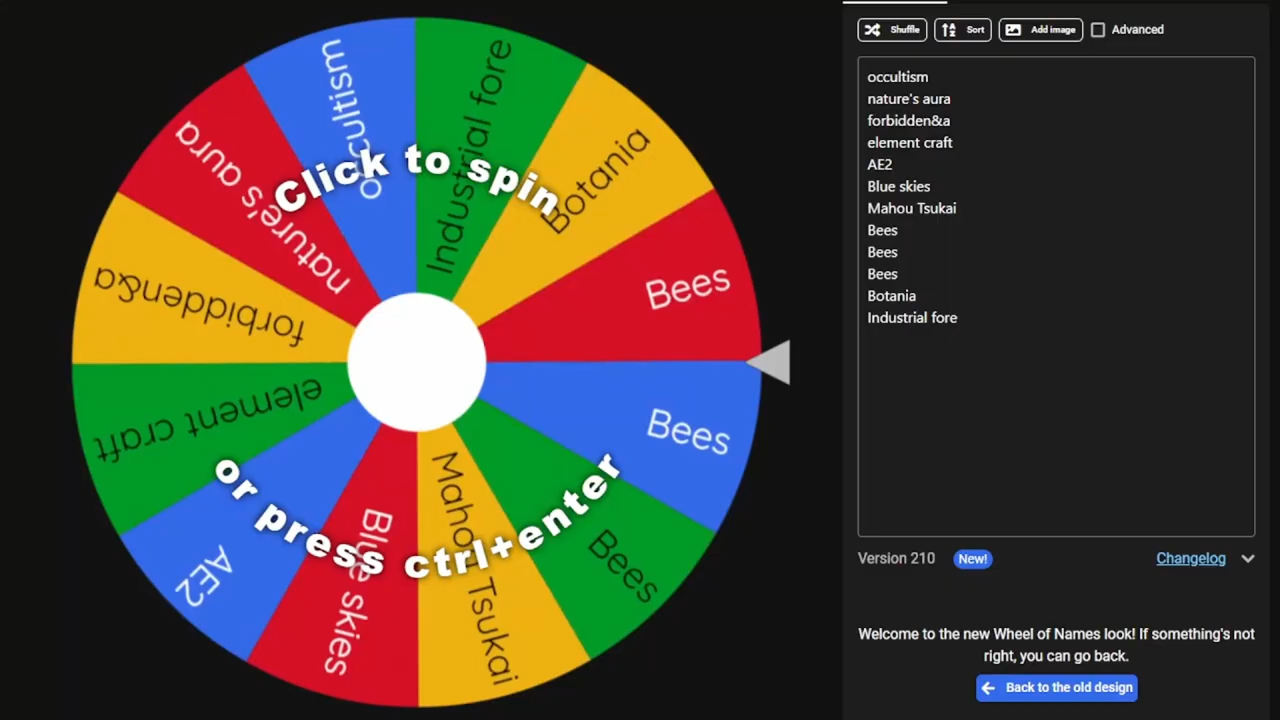 Shuffle
Sort
Add image
Advanced
occultism
nature's aura
forbidden&a
element craft
AE2
Blue skies
Mahou Tsukai
Bees
Bees
Bees
Botania
Industrial fore
Version 210
New!
Changelog
Welcome to the new Wheel of Names look! If something's not
right, you can go back.
Back to the old design
Click to spin
or press ctrl+enter
occultism
Industrial fore
Botania
Bees
Bees
Bees
Mahou Tsukai
Blue skies
AE2
element craft
forbidden&a
nature's aura